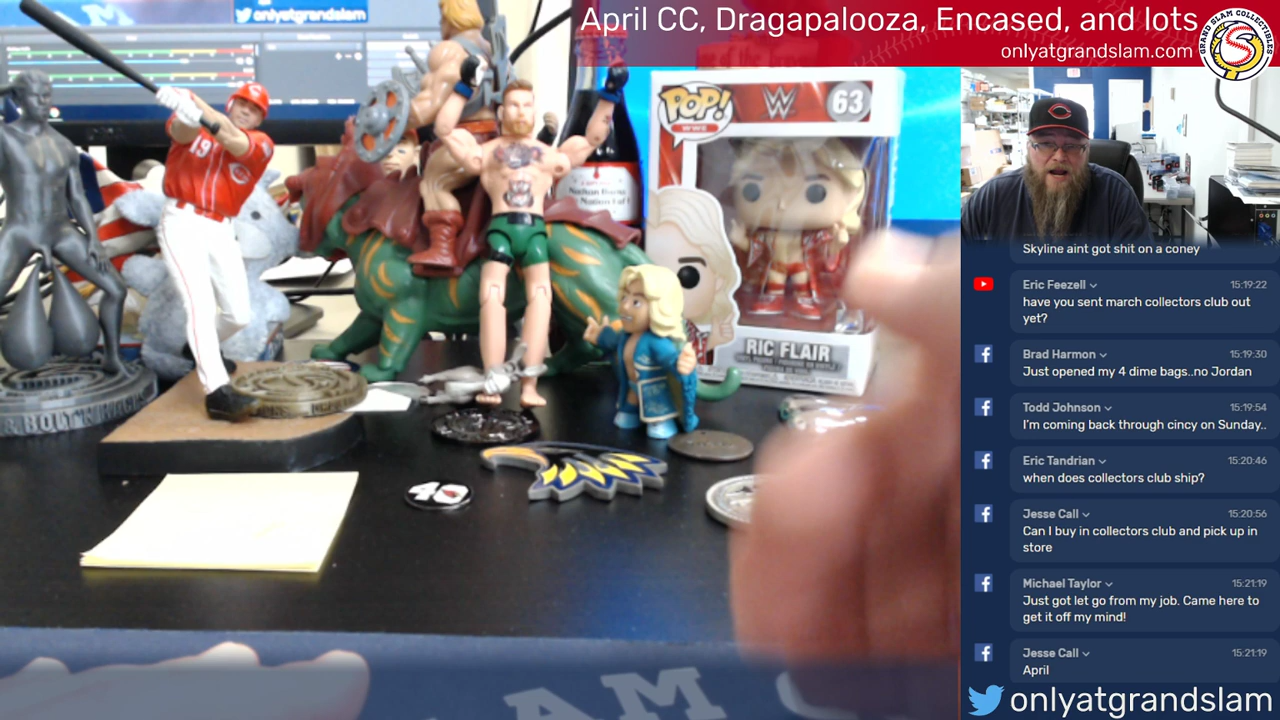 onlyatgrandslam
April CC, Dragapalooza, Encased, and lots
onlyatgrandslam.com
GRAND SLAM COLLECTIBLES
S
POP!
WWE
W
63
19
RIC FLAIR
48
AM
Skyline aint got shit on a coney
Eric Feezell 15:19:22
have you sent march collectors club out
yet?
Brad Harmon 15:19:30
Just opened my 4 dime bags..no Jordan
Todd Johnson 15:19:54
I'm coming back through cincy on Sunday..
Eric Tandrian 15:20:46
when does collectors club ship?
Jesse Call 15:20:56
Can I buy in collectors club and pick up in
store
Michael Taylor 15:21:19
Just got let go from my job. Came here to
get it off my mind!
Jesse Call 15:21:19
April
onlyatgrandslam